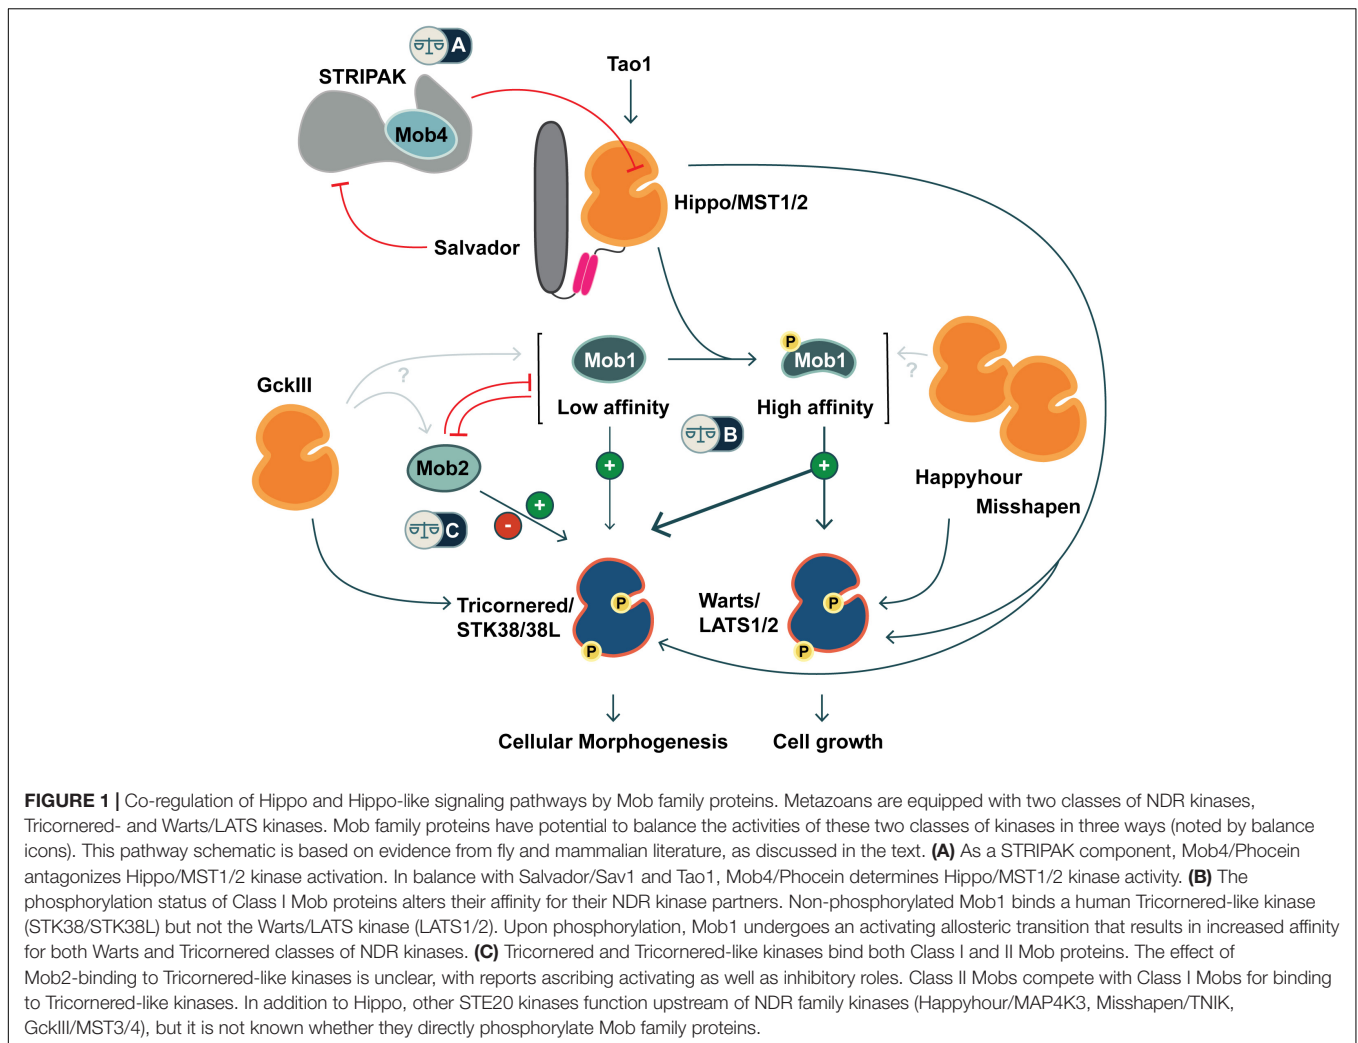 A
STRIPAK
Tao1
Mob4
Hippo/MST1/2
Salvador
P
Mob1
Mob1
?
?
GckIII
Low affinity
High affinity
B
Mob2
+
+
Happyhour
Misshapen
+
-
C
Tricornered/
STK38/38L
P
P
Warts/
LATS1/2
P
P
Cellular Morphogenesis
Cell growth
FIGURE 1 | Co-regulation of Hippo and Hippo-like signaling pathways by Mob family proteins. Metazoans are equipped with two classes of NDR kinases,
Tricornered- and Warts/LATS kinases. Mob family proteins have potential to balance the activities of these two classes of kinases in three ways (noted by balance
icons). This pathway schematic is based on evidence from fly and mammalian literature, as discussed in the text. (A) As a STRIPAK component, Mob4/Phocein
antagonizes Hippo/MST1/2 kinase activation. In balance with Salvador/Sav1 and Tao1, Mob4/Phocein determines Hippo/MST1/2 kinase activity. (B) The
phosphorylation status of Class I Mob proteins alters their affinity for their NDR kinase partners. Non-phosphorylated Mob1 binds a human Tricornered-like kinase
(STK38/STK38L) but not the Warts/LATS kinase (LATS1/2). Upon phosphorylation, Mob1 undergoes an activating allosteric transition that results in increased affinity
for both Warts and Tricornered classes of NDR kinases. (C) Tricornered and Tricornered-like kinases bind both Class I and II Mob proteins. The effect of
Mob2-binding to Tricornered-like kinases is unclear, with reports ascribing activating as well as inhibitory roles. Class II Mobs compete with Class I Mobs for binding
to Tricornered-like kinases. In addition to Hippo, other STE20 kinases function upstream of NDR family kinases (Happyhour/MAP4K3, Misshapen/TNIK,
GckIII/MST3/4), but it is not known whether they directly phosphorylate Mob family proteins.